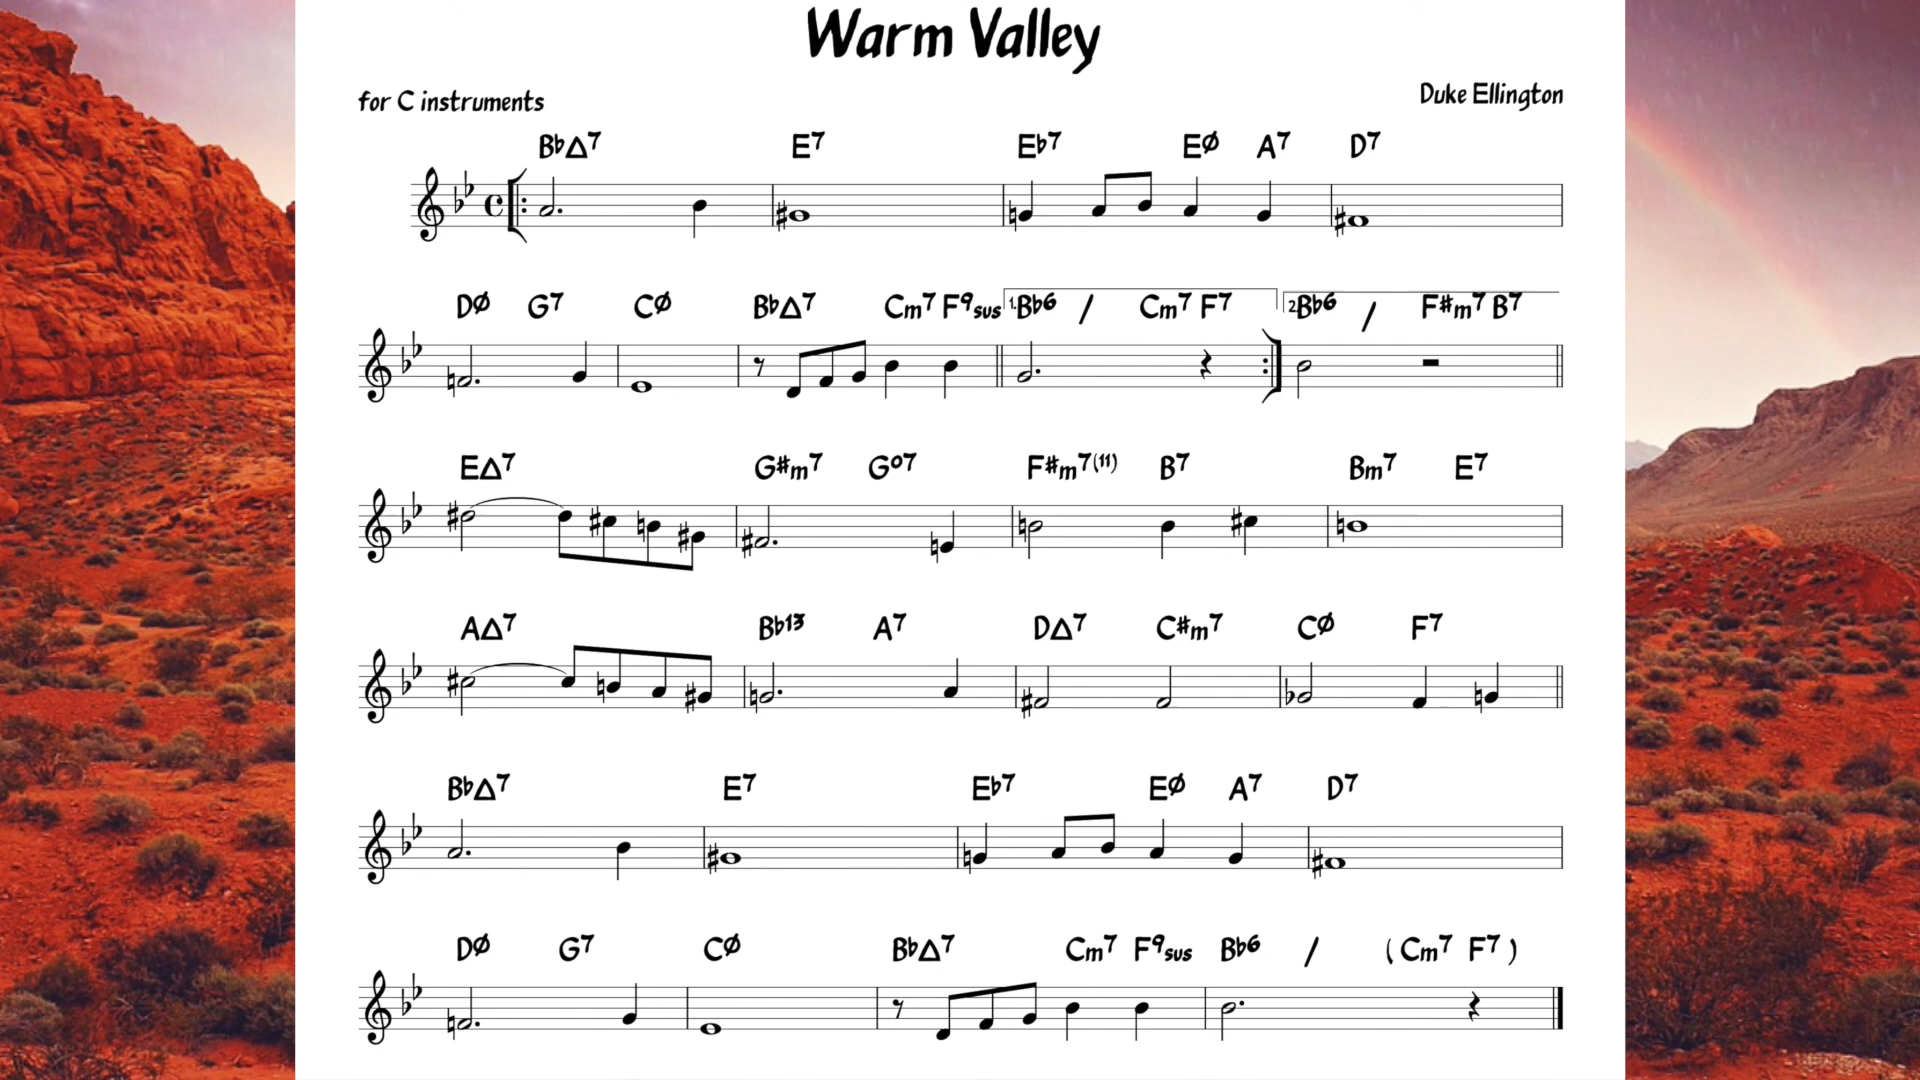 Warm Valley
for C instruments
Duke Ellington
B♭Δ7 E7 E♭7 EØ A7 D7
DØ G7 CØ B♭Δ7 Cm7 F9sus 1. B♭6 / Cm7 F7 2. B♭6 / F#m7 B7
EΔ7 G#m7 Go7 F#m7(11) B7 Bm7 E7
AΔ7 B♭13 A7 DΔ7 C#m7 CØ F7
B♭Δ7 E7 E♭7 EØ A7 D7
DØ G7 CØ B♭Δ7 Cm7 F9sus B♭6 / ( Cm7 F7 )